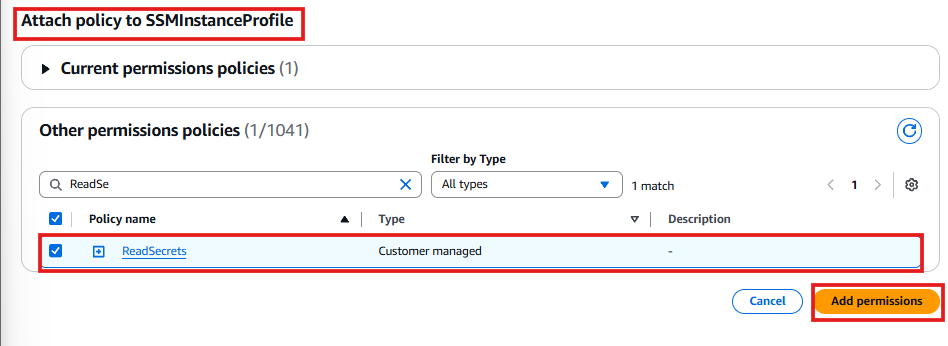 Attach policy to SSMInstanceProfile
Current permissions policies (1)
Other permissions policies (1/1041)
Filter by Type
ReadSe
All types
1 match
1
Policy name
Type
Description
ReadSecrets
Customer managed
-
Cancel
Add permissions